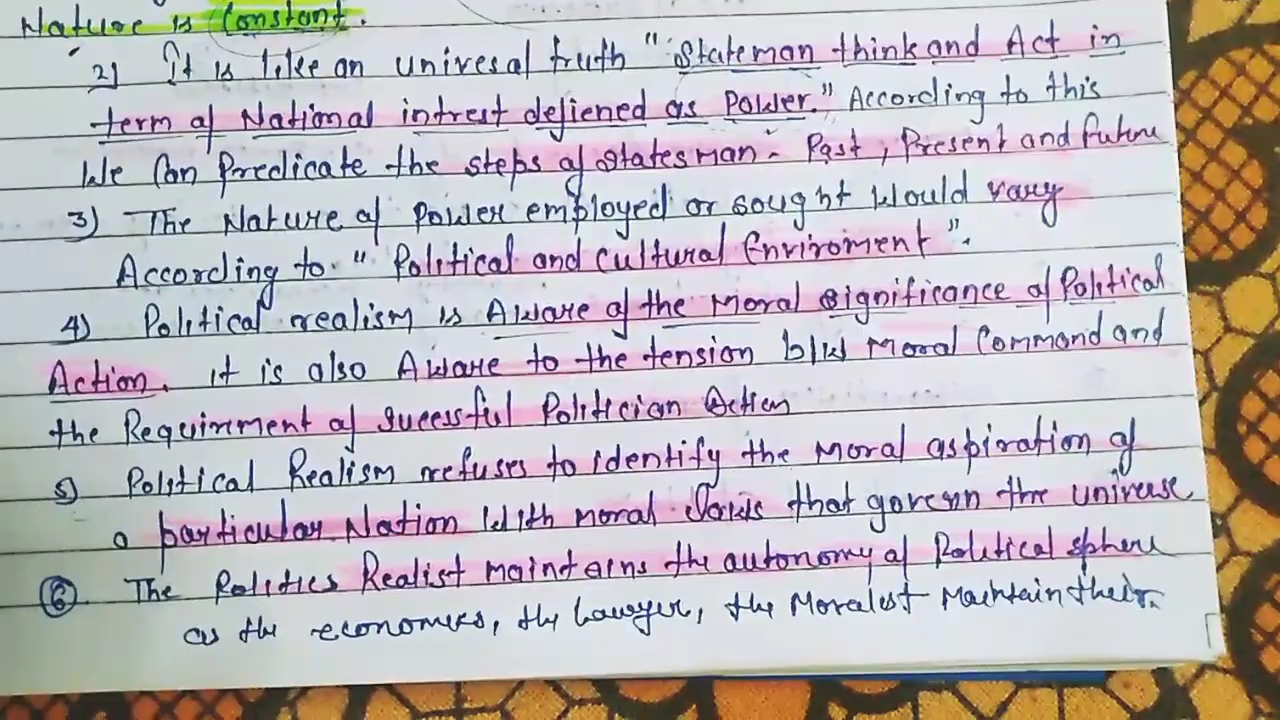 Nature is Constant.
2) It is like an univesal truth "Stateman think and Act in
term of National intrest defiened as Power." According to this
We Can Predicate the steps of statesman - Past, Present and Future
3) The Nature of Power employed or sought would vary
According to "Political and cultural Enviroment".
4) Political realism is Aware of the Moral significance of Political
Action. it is also Aware to the tension b/w Moral Command and
the Requirment of sucessful Politician Action
5) Political Realism refuses to identify the Moral aspiration of
a particular Nation with moral laws that govern the universe
6) The Politics Realist maintains the autonomy of Political sphere
as the economics, the Lawyer, the Moralest Maintain their.